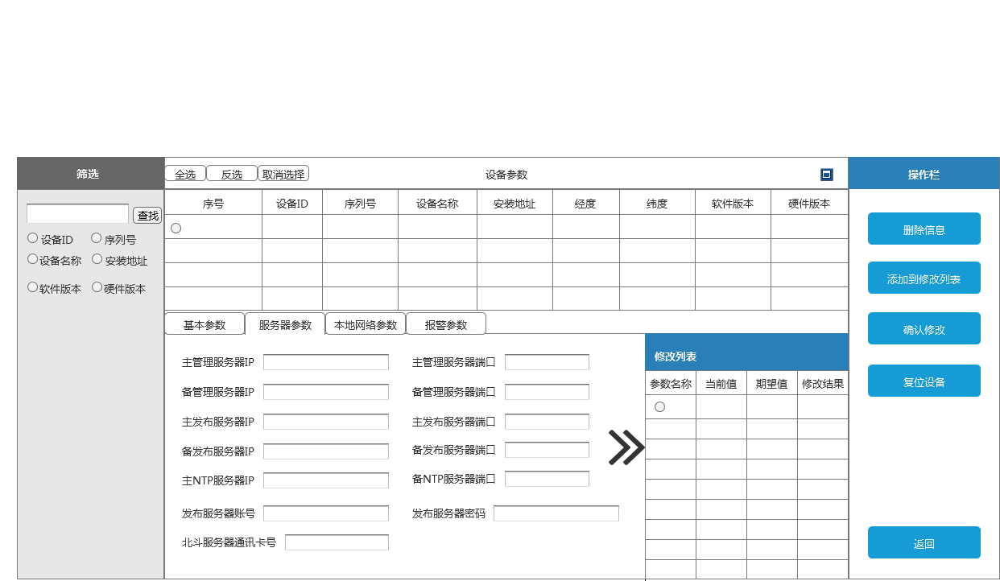 筛选
全选 反选 取消选择 设备参数
操作栏
查找
设备ID 序列号
设备名称 安装地址
软件版本 硬件版本
序号 设备ID 序列号 设备名称 安装地址 经度 纬度 软件版本 硬件版本
基本参数 服务器参数 本地网络参数 报警参数
主管理服务器IP 主管理服务器端口
备管理服务器IP 备管理服务器端口
主发布服务器IP 主发布服务器端口
备发布服务器IP 备发布服务器端口
主NTP服务器IP 备NTP服务器端口
发布服务器账号 发布服务器密码
北斗服务器通讯卡号
修改列表
参数名称 当前值 期望值 修改结果
删除信息
添加到修改列表
确认修改
复位设备
返回